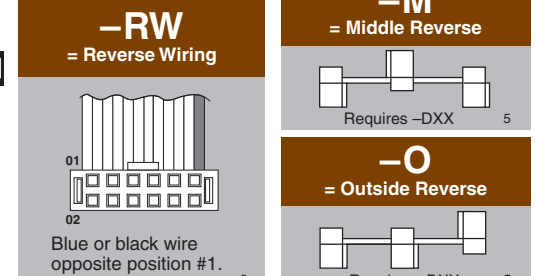 –RW
= Reverse Wiring
01
02
Blue or black wire
opposite position #1.
–M
= Middle Reverse
Requires –DXX 5
–O
= Outside Reverse